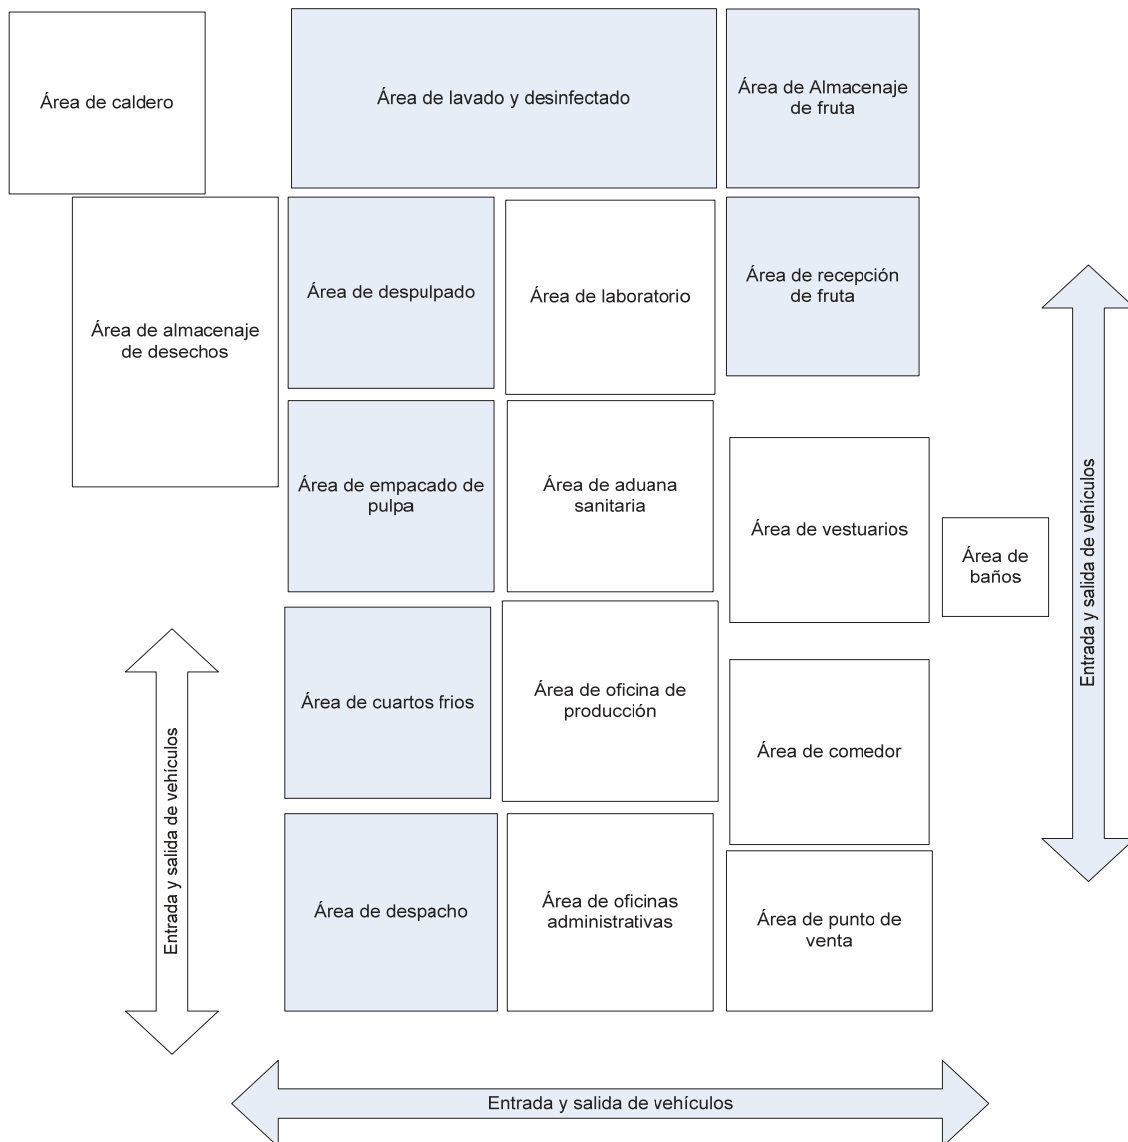 Área de caldero
Área de lavado y desinfectado
Área de Almacenaje
de fruta
Área de almacenaje
de desechos
Área de despulpado
Área de laboratorio
Área de recepción
de fruta
Área de empacado de
pulpa
Área de aduana
sanitaria
Área de vestuarios
Área de
baños
Entrada y salida de vehículos
Área de cuartos frios
Área de oficina de
producción
Área de comedor
Entrada y salida de vehículos
Área de despacho
Área de oficinas
administrativas
Área de punto de
venta
Entrada y salida de vehículos